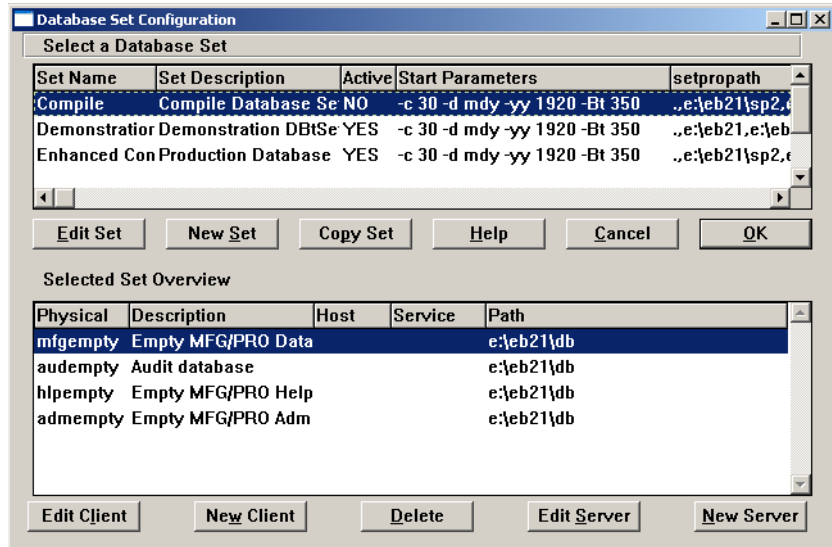 Database Set Configuration
Select a Database Set
Set Name Set Description Active Start Parameters setpropath
Compile Compile Database Se NO -c 30 -d mdy -yy 1920 -Bt 350 .,e:\eb21\sp2,e
Demonstration Demonstration DBtSe YES -c 30 -d mdy -yy 1920 -Bt 350 .,e:\eb21,e:\eb
Enhanced Con Production Database YES -c 30 -d mdy -yy 1920 -Bt 350 .,e:\eb21\sp2,e
Edit Set New Set Copy Set Help Cancel OK
Selected Set Overview
Physical Description Host Service Path
mfgempty Empty MFG/PRO Data e:\eb21\db
audempty Audit database e:\eb21\db
hlpempty Empty MFG/PRO Help e:\eb21\db
admempty Empty MFG/PRO Adm e:\eb21\db
Edit Client New Client Delete Edit Server New Server